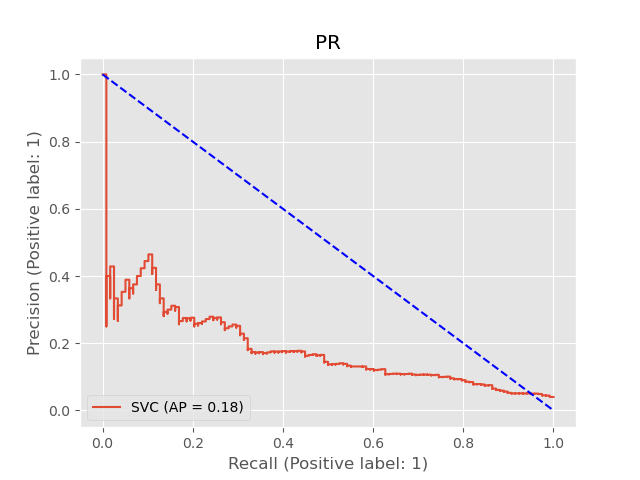 PR
Precision (Positive label: 1)
1.0
0.8
0.6
0.4
0.2
0.0
SVC (AP = 0.18)
0.0 0.2 0.4 0.6 0.8 1.0
Recall (Positive label: 1)